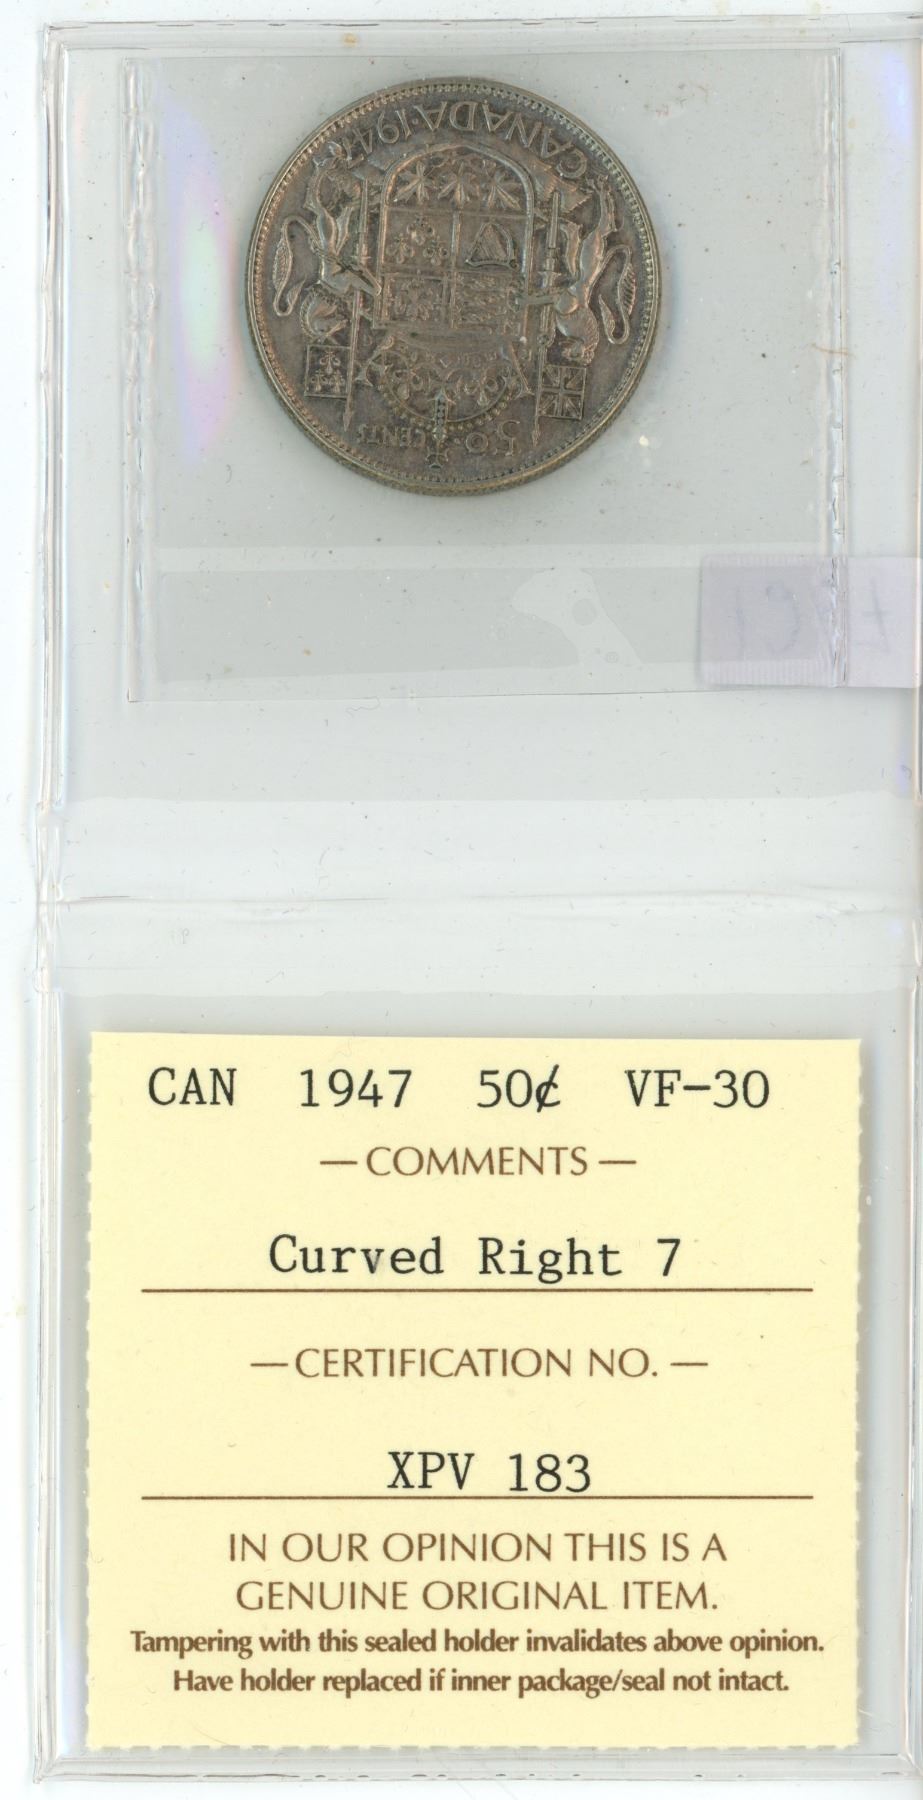 CANADA·1947
50·CENTS
CAN 1947 50¢ VF-30
— COMMENTS —
Curved Right 7
— CERTIFICATION NO. —
XPV 183
IN OUR OPINION THIS IS A
GENUINE ORIGINAL ITEM.
Tampering with this sealed holder invalidates above opinion.
Have holder replaced if inner package/seal not intact.